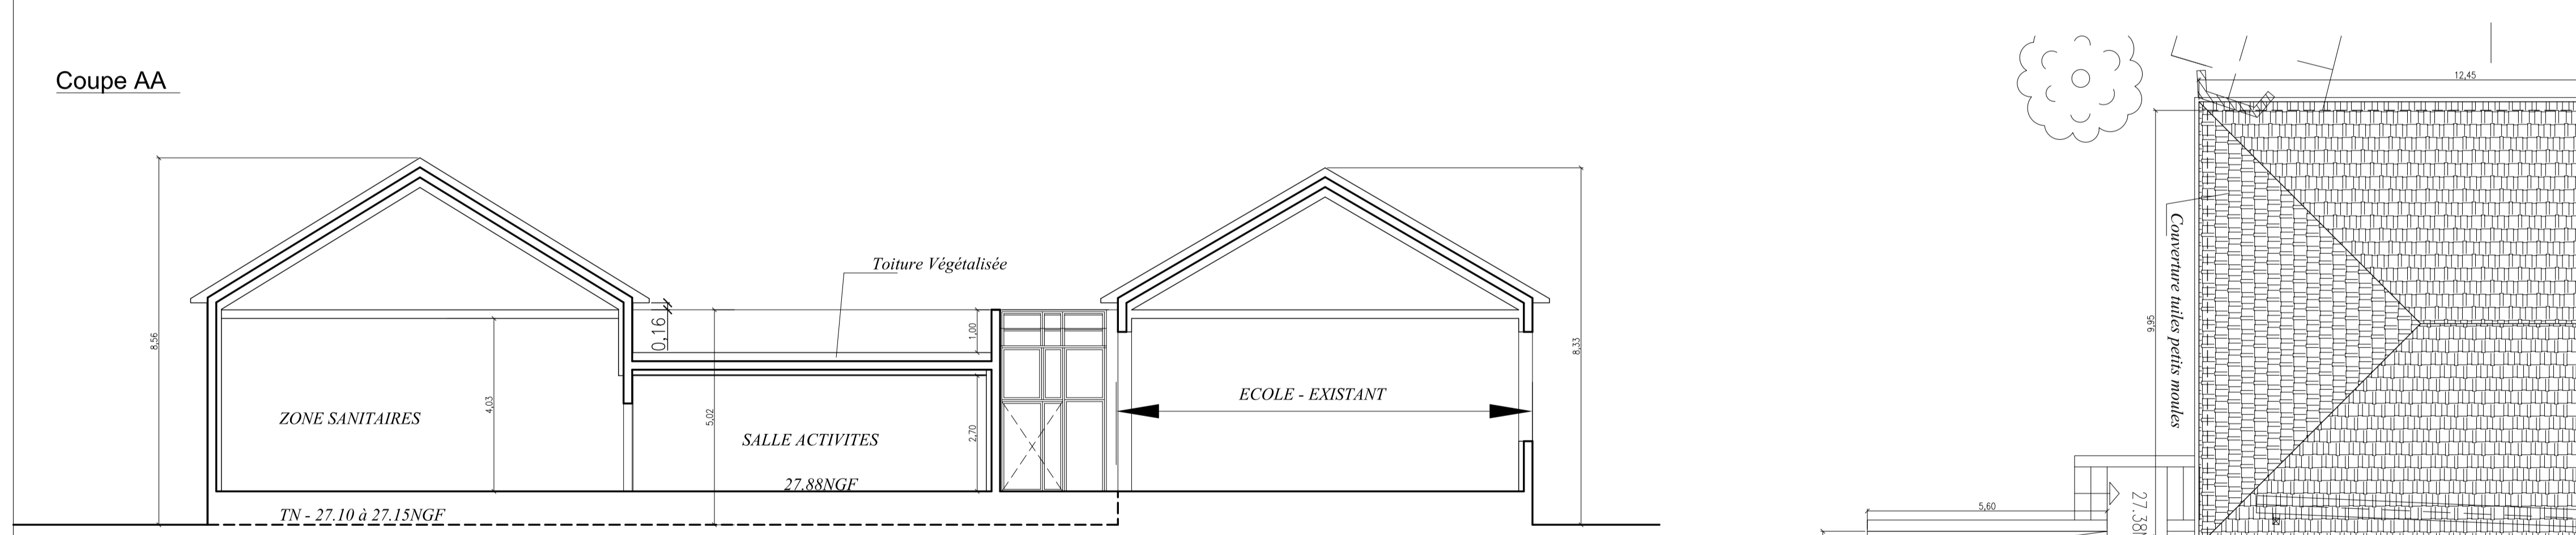 Coupe AA
12,45
Toiture Végétalisée
Couverture tuiles petits moules
8,56
0,16
1,00
8,33
9,95
ECOLE - EXISTANT
4,03
5,02
ZONE SANITAIRES
SALLE ACTIVITES
2,70
27.88NGF
TN - 27.10 à 27.15NGF
5,60